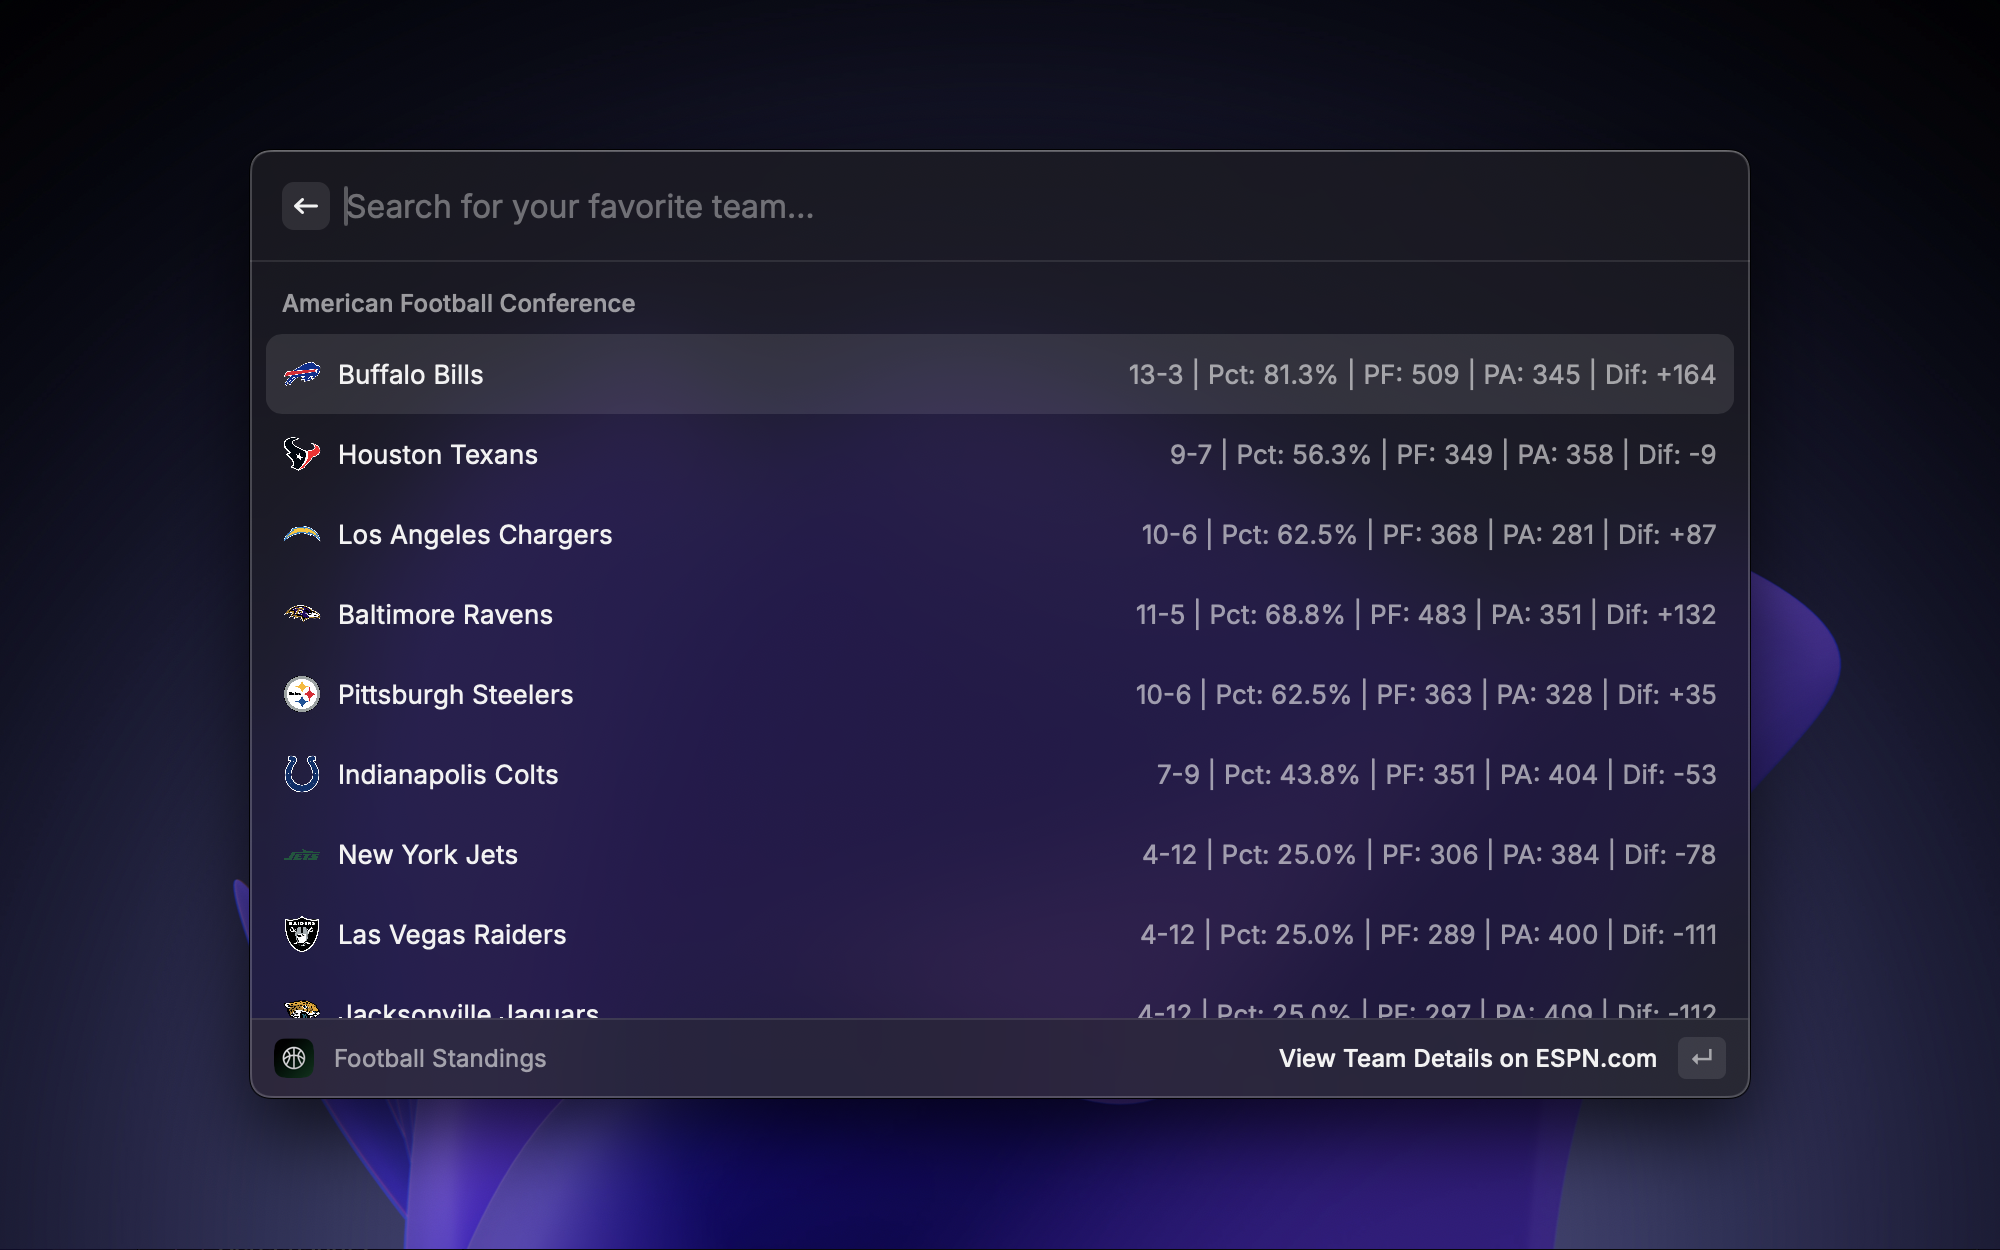 Search for your favorite team...
American Football Conference
Buffalo Bills 13-3 | Pct: 81.3% | PF: 509 | PA: 345 | Dif: +164
Houston Texans 9-7 | Pct: 56.3% | PF: 349 | PA: 358 | Dif: -9
Los Angeles Chargers 10-6 | Pct: 62.5% | PF: 368 | PA: 281 | Dif: +87
Baltimore Ravens 11-5 | Pct: 68.8% | PF: 483 | PA: 351 | Dif: +132
Pittsburgh Steelers 10-6 | Pct: 62.5% | PF: 363 | PA: 328 | Dif: +35
Indianapolis Colts 7-9 | Pct: 43.8% | PF: 351 | PA: 404 | Dif: -53
JETS New York Jets 4-12 | Pct: 25.0% | PF: 306 | PA: 384 | Dif: -78
RAIDERS Las Vegas Raiders 4-12 | Pct: 25.0% | PF: 289 | PA: 400 | Dif: -111
Jacksonville Jaguars 4-12 | Pct: 25.0% | PF: 297 | PA: 409 | Dif: -112
Football Standings View Team Details on ESPN.com